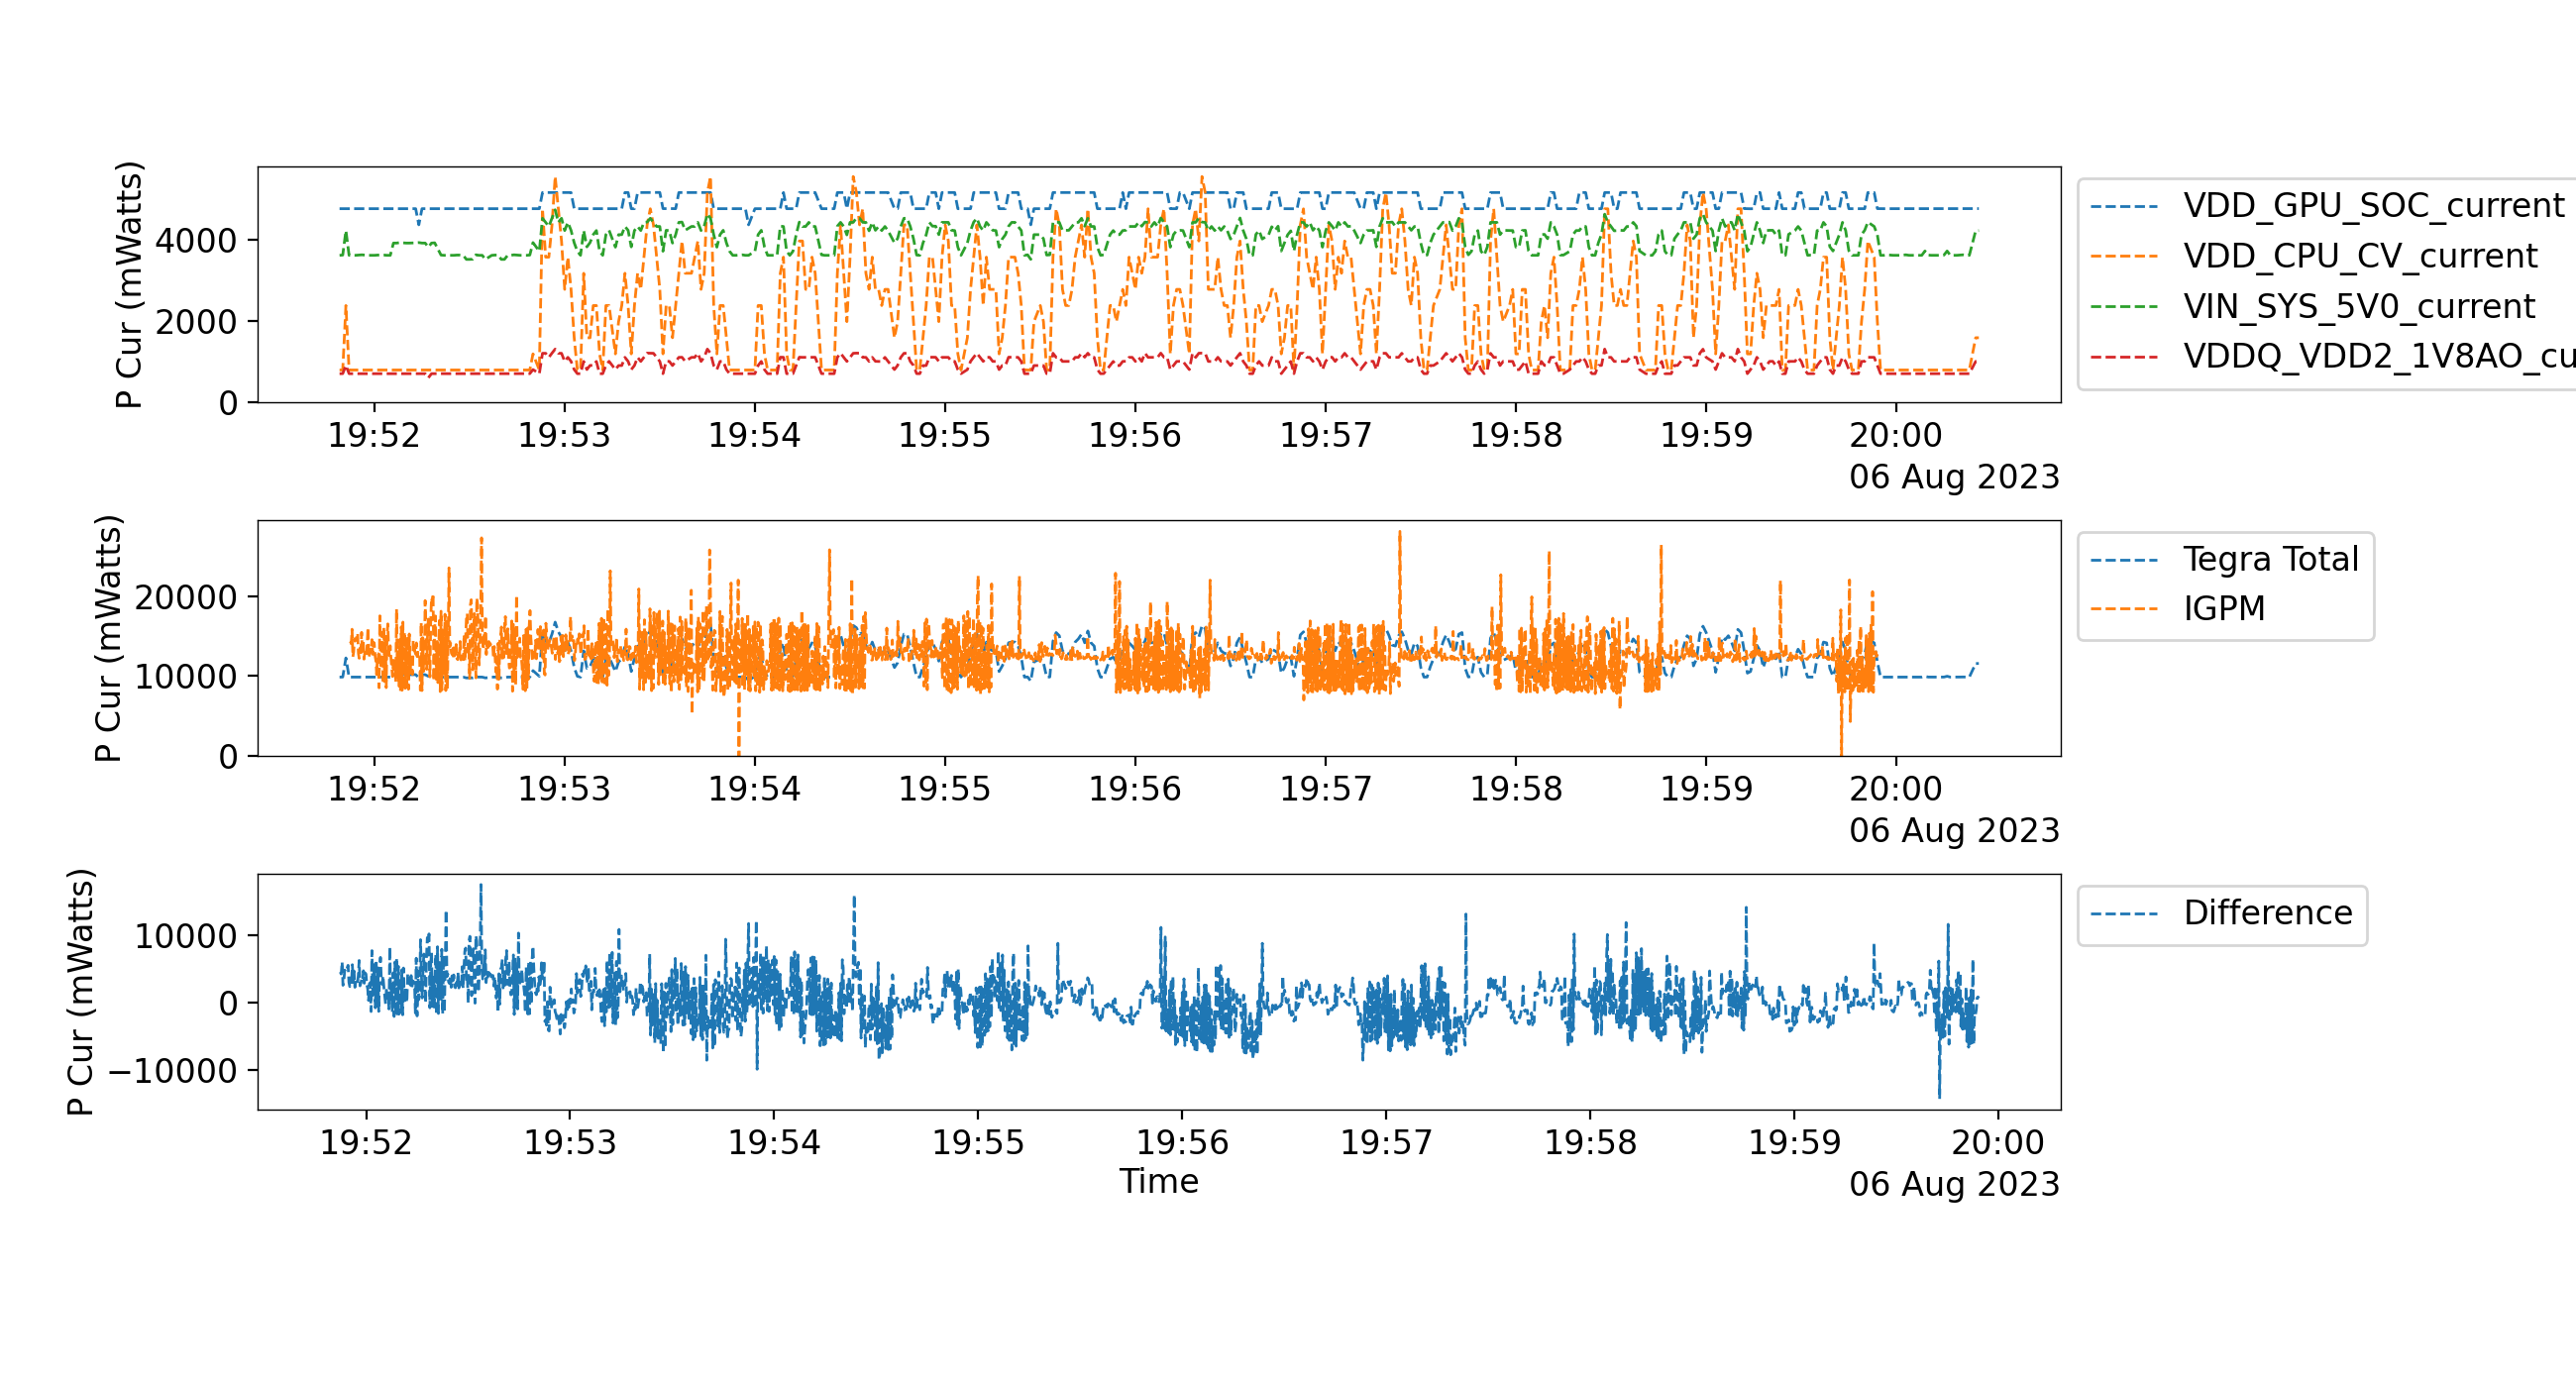 P Cur (mWatts)
4000
2000
0
19:52 19:53 19:54 19:55 19:56 19:57 19:58 19:59 20:00
06 Aug 2023
VDD_GPU_SOC_current
VDD_CPU_CV_current
VIN_SYS_5V0_current
VDDQ_VDD2_1V8AO_cu
P Cur (mWatts)
20000
10000
0
19:52 19:53 19:54 19:55 19:56 19:57 19:58 19:59 20:00
06 Aug 2023
Tegra Total
IGPM
P Cur (mWatts)
10000
0
−10000
19:52 19:53 19:54 19:55 19:56 19:57 19:58 19:59 20:00
Time
06 Aug 2023
Difference